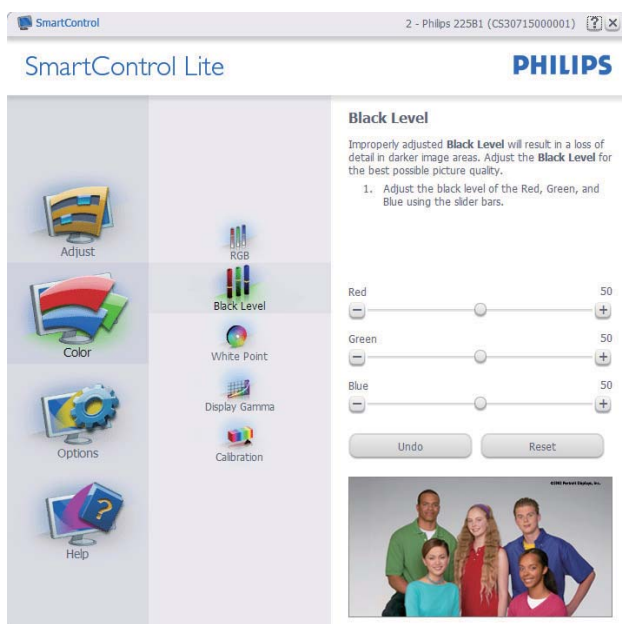 SmartControl
2 - Philips 225B1 (CS30715000001)
?
SmartControl Lite
PHILIPS
Adjust
Color
Options
Help
RGB
Black Level
White Point
Display Gamma
Calibration
Black Level
Improperly adjusted Black Level will result in a loss of
detail in darker image areas. Adjust the Black Level for
the best possible picture quality.
1. Adjust the black level of the Red, Green, and
Blue using the slider bars.
Red 50
Green 50
Blue 50
Undo
Reset